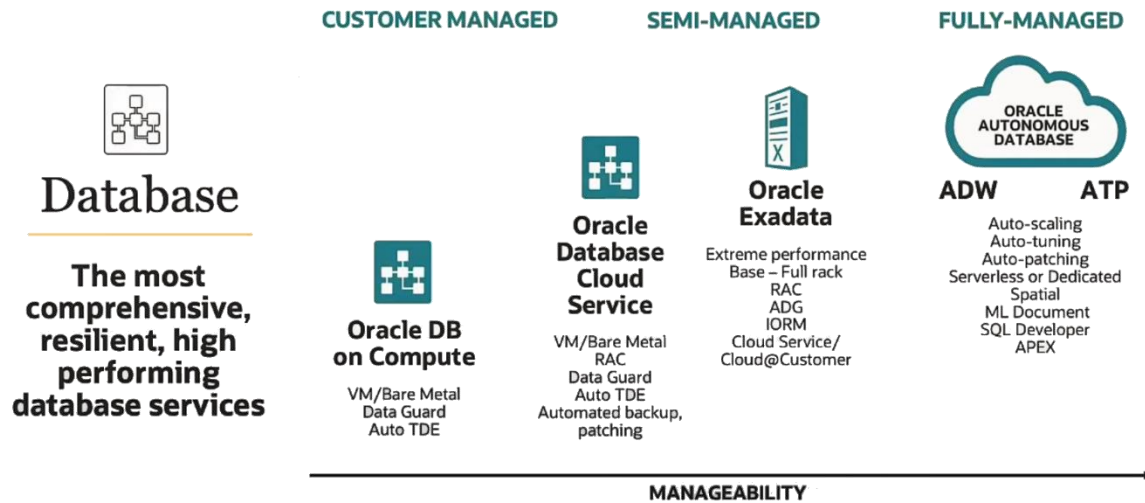 CUSTOMER MANAGED
SEMI-MANAGED
FULLY-MANAGED
Database
The most
comprehensive,
resilient, high
performing
database services
Oracle DB
on Compute
VM/Bare Metal
Data Guard
Auto TDE
Oracle
Database
Cloud
Service
VM/Bare Metal
RAC
Data Guard
Auto TDE
Automated backup,
patching
X
Oracle
Exadata
Extreme performance
Base – Full rack
RAC
ADG
IORM
Cloud Service/
Cloud@Customer
ORACLE
AUTONOMOUS
DATABASE
ADW ATP
Auto-scaling
Auto-tuning
Auto-patching
Serverless or Dedicated
Spatial
ML Document
SQL Developer
APEX
MANAGEABILITY